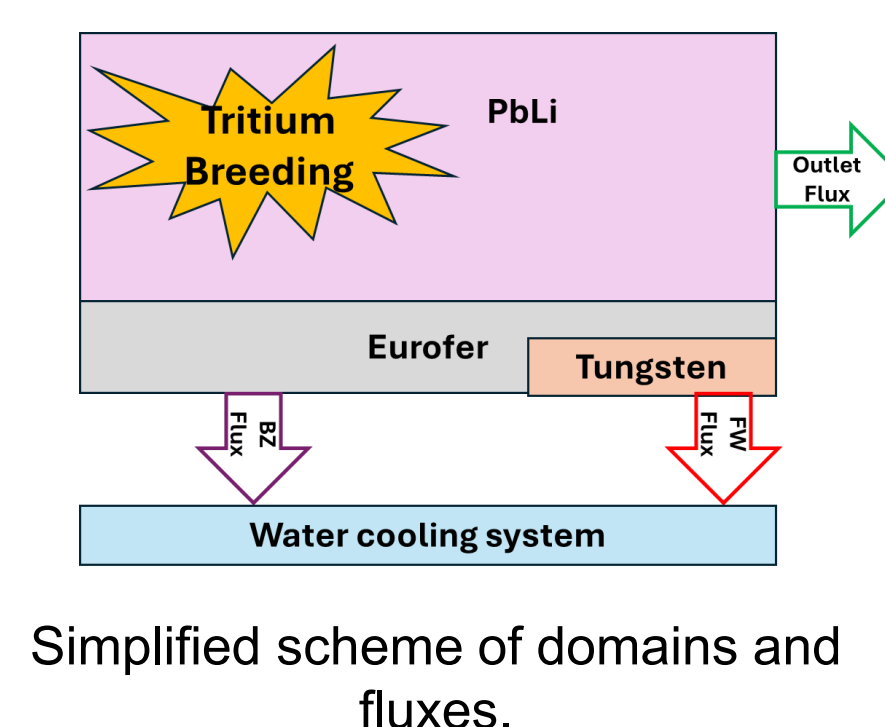 Tritium
Breeding
PbLi
Outlet
Flux
Eurofer
Tungsten
BZ
Flux
FW
Flux
Water cooling system
Simplified scheme of domains and
fluxes.